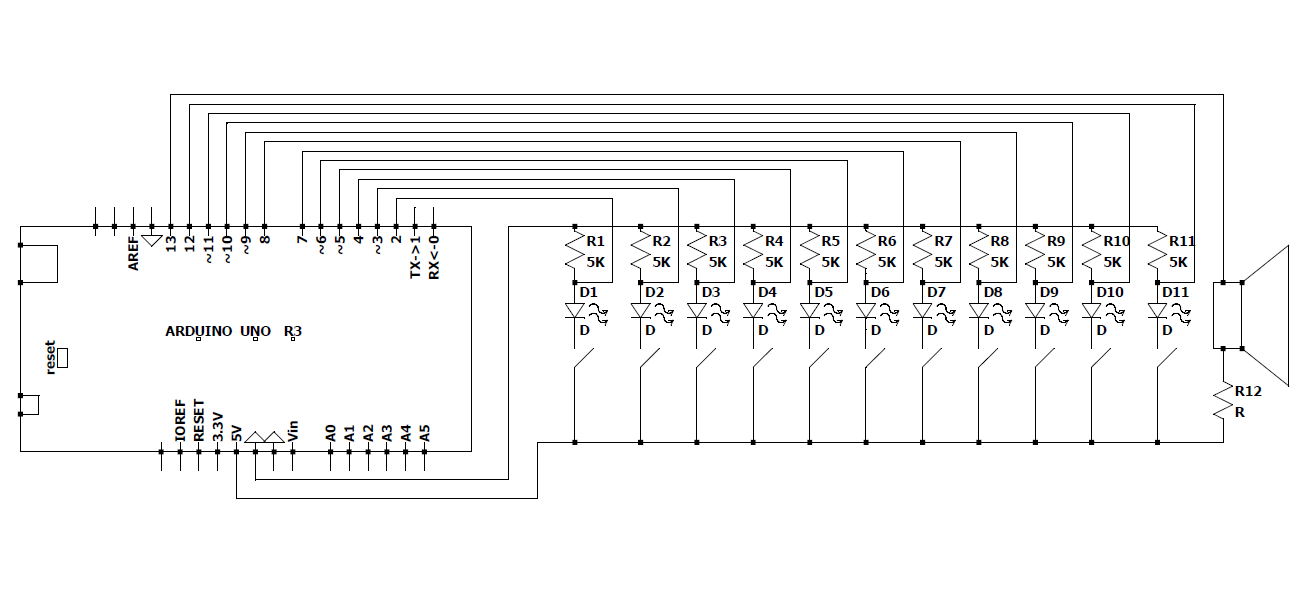 AREF
13
12
~11
~10
~9
8
7
~6
~5
4
~3
2
TX->1
RX<-0
R1
5K
R2
5K
R3
5K
R4
5K
R5
5K
R6
5K
R7
5K
R8
5K
R9
5K
R10
5K
R11
5K
D1
D
D2
D
D3
D
D4
D
D5
D
D6
D
D7
D
D8
D
D9
D
D10
D
D11
D
ARDUINO UNO R3
reset
R12
R
IOREF
RESET
3.3V
5V
Vin
A0
A1
A2
A3
A4
A5